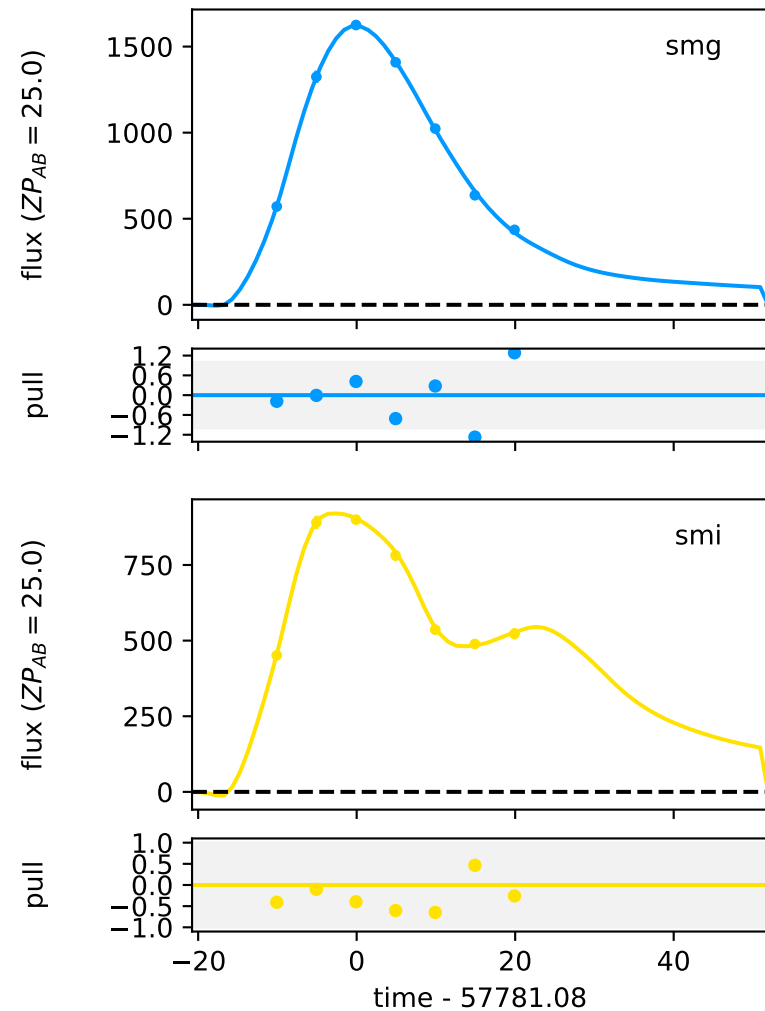 smg
flux (ZP_AB = 25.0)
1500
1000
500
0
pull
1.2
0.6
0.0
−0.6
−1.2
smi
flux (ZP_AB = 25.0)
750
500
250
0
pull
1.0
0.5
0.0
−0.5
−1.0
−20 0 20 40
time - 57781.08